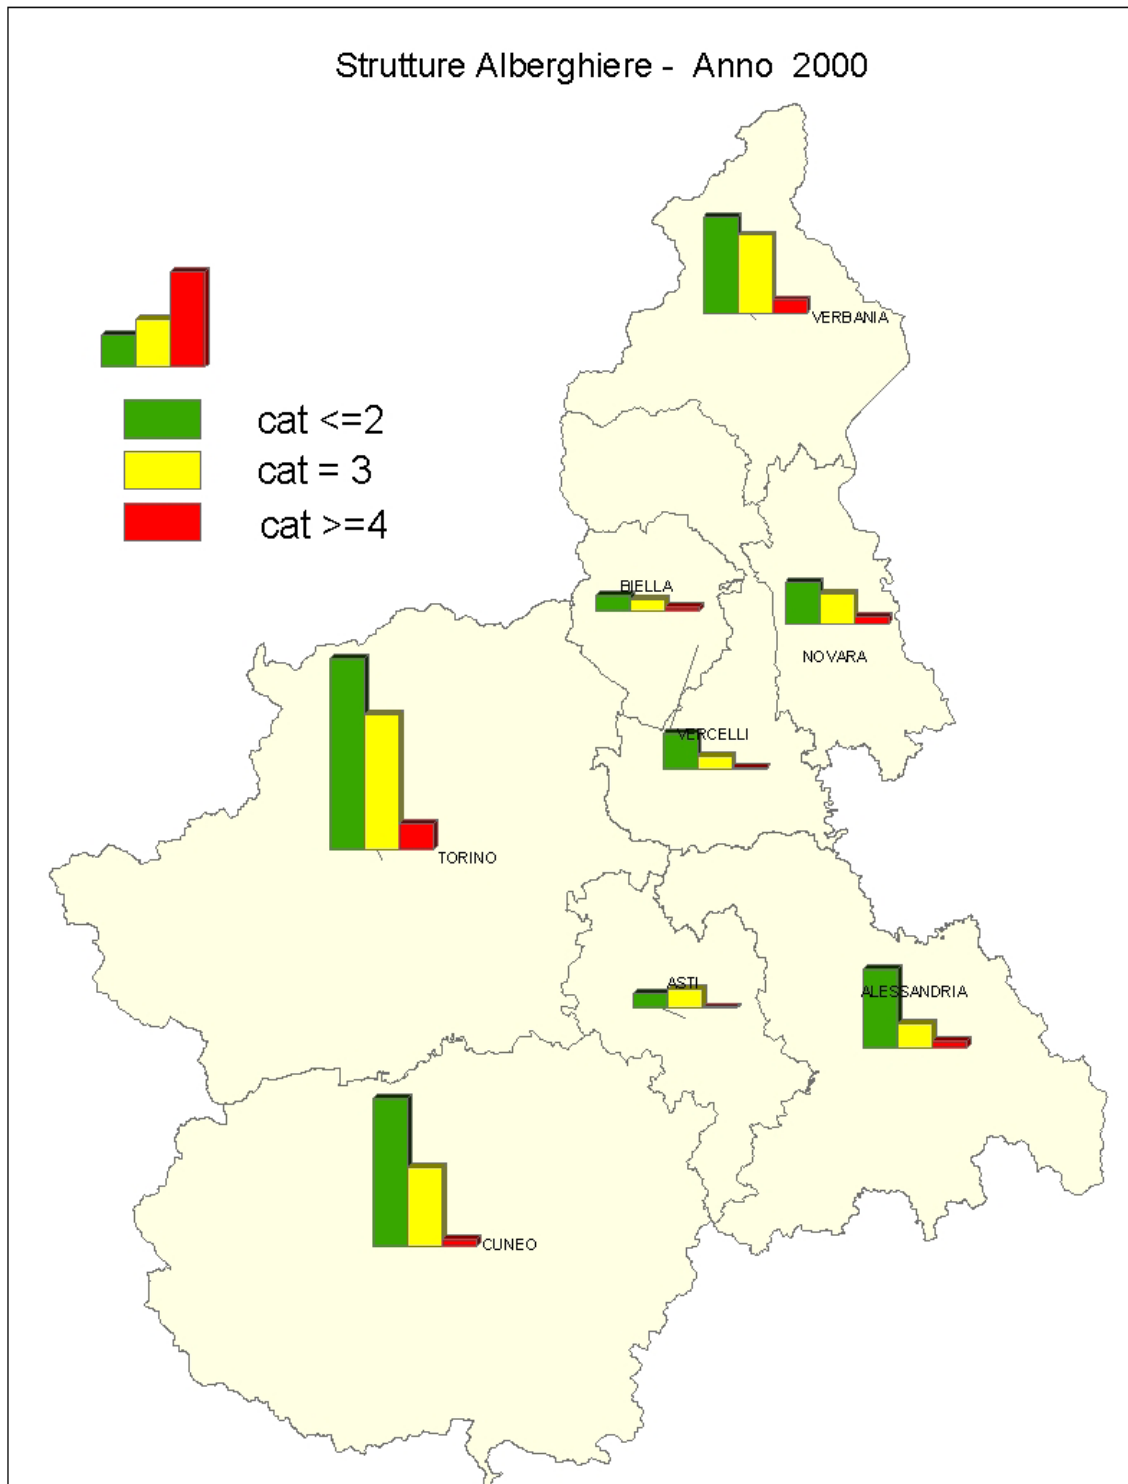 Strutture Alberghiere - Anno 2000
VERBANIA
cat <=2
cat = 3
cat >=4
BIELLA
NOVARA
VERCELLI
TORINO
ASTI
ALESSANDRIA
CUNEO